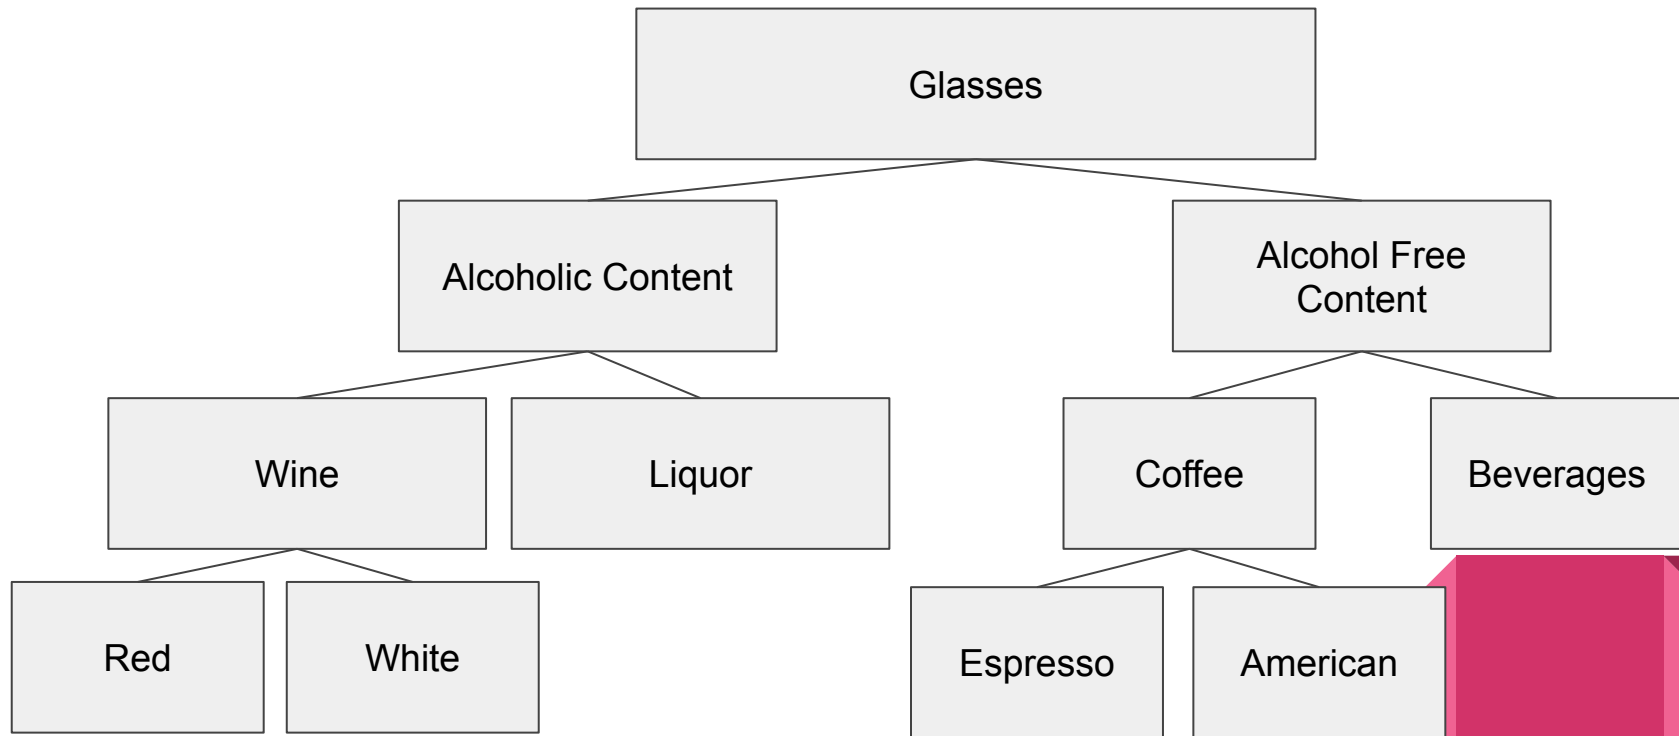 Glasses
Alcoholic Content
Alcohol Free
Content
Wine
Liquor
Coffee
Beverages
Red
White
Espresso
American